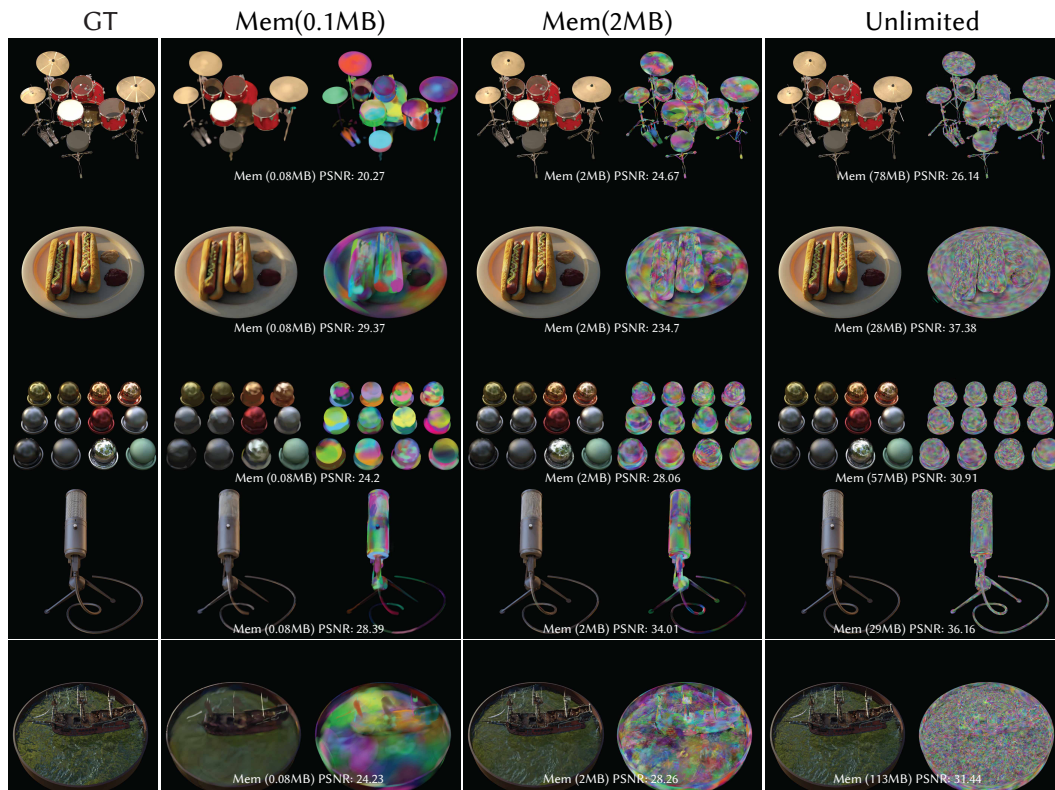 GT Mem(0.1MB) Mem(2MB) Unlimited
Mem (0.08MB) PSNR: 20.27 Mem (2MB) PSNR: 24.67 Mem (78MB) PSNR: 26.14
Mem (0.08MB) PSNR: 29.37 Mem (2MB) PSNR: 234.7 Mem (28MB) PSNR: 37.38
Mem (0.08MB) PSNR: 24.2 Mem (2MB) PSNR: 28.06 Mem (57MB) PSNR: 30.91
Mem (0.08MB) PSNR: 28.39 Mem (2MB) PSNR: 34.01 Mem (29MB) PSNR: 36.16
Mem (0.08MB) PSNR: 24.23 Mem (2MB) PSNR: 28.26 Mem (113MB) PSNR: 31.44